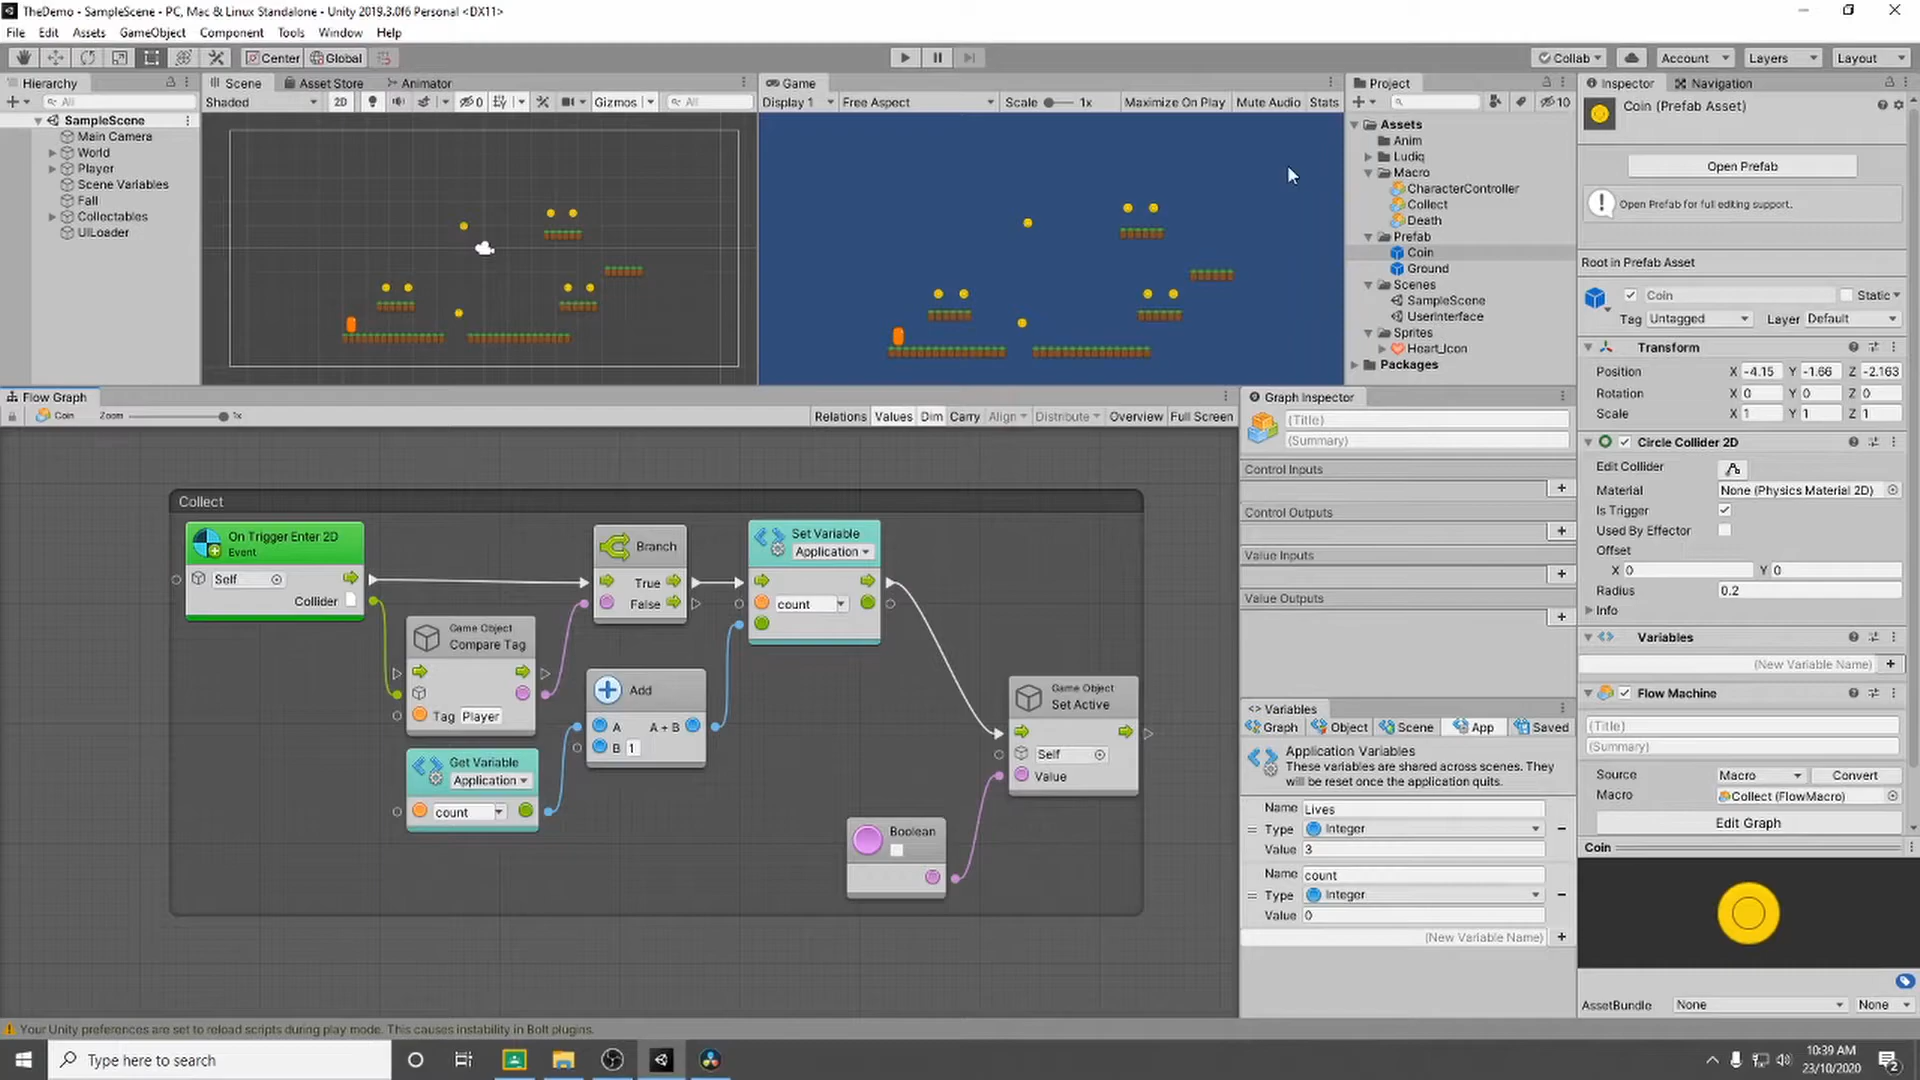 TheDemo - SampleScene - PC, Mac & Linux Standalone - Unity 2019.3.0f6 Personal <DX11>
File Edit Assets GameObject Component Tools Window Help
Center Global
Collab Account Layers Layout
Hierarchy
All
SampleScene
Main Camera
World
Player
Scene Variables
Fall
Collectables
UILoader
Scene Asset Store Animator
Shaded 2D 0 Gizmos All
Game
Display 1 Free Aspect Scale 1x Maximize On Play Mute Audio Stats
Project
10
Assets
Anim
Ludiq
Macro
CharacterController
Collect
Death
Prefab
Coin
Ground
Scenes
SampleScene
UserInterface
Sprites
Heart_Icon
Packages
Inspector Navigation
Coin (Prefab Asset)
Open Prefab
Open Prefab for full editing support.
Root in Prefab Asset
Coin Static
Tag Untagged Layer Default
Transform
Position X -4.15 Y -1.66 Z -2.163
Rotation X 0 Y 0 Z 0
Scale X 1 Y 1 Z 1
Circle Collider 2D
Edit Collider
Material None (Physics Material 2D)
Is Trigger
Used By Effector
Offset
X 0 Y 0
Radius 0.2
Info
Variables
(New Variable Name)
Flow Machine
(Title)
(Summary)
Source Macro Convert
Macro Collect (FlowMacro)
Edit Graph
Coin
AssetBundle None None
Flow Graph
Coin Zoom 1x Relations Values Dim Carry Align Distribute Overview Full Screen
Collect
On Trigger Enter 2D
Event
Self
Collider
Game Object
Compare Tag
Tag Player
Get Variable
Application
count
Branch
True
False
Add
A A + B
B 1
Set Variable
Application
count
Boolean
Game Object
Set Active
Self
Value
Graph Inspector
(Title)
(Summary)
Control Inputs
Control Outputs
Value Inputs
Value Outputs
Variables
Graph Object Scene App Saved
Application Variables
These variables are shared across scenes. They
will be reset once the application quits.
Name Lives
Type Integer
Value 3
Name count
Type Integer
Value 0
(New Variable Name)
Your Unity preferences are set to reload scripts during play mode. This causes instability in Bolt plugins.
Type here to search
10:39 AM
23/10/2020
2